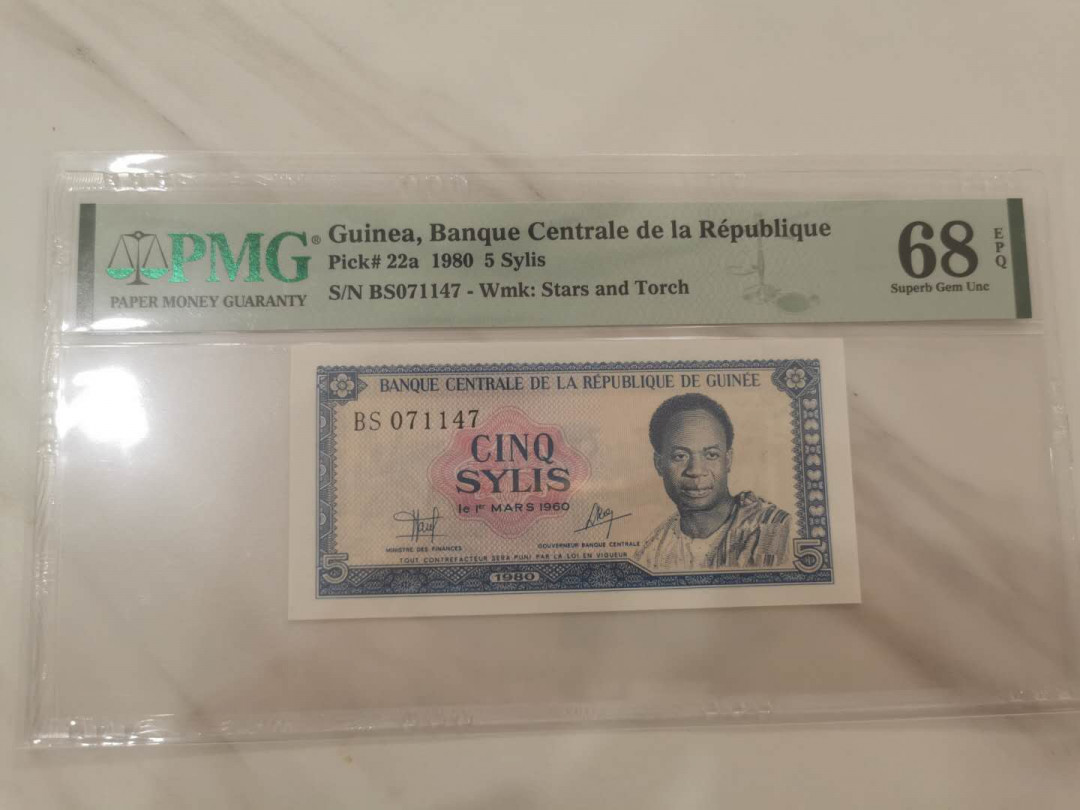 PMG®
PAPER MONEY GUARANTY
Guinea, Banque Centrale de la République
Pick# 22a 1980 5 Sylis
S/N BS071147 - Wmk: Stars and Torch
68
EPQ
Superb Gem Unc
BANQUE CENTRALE DE LA RÉPUBLIQUE DE GUINÉE
BS 071147
CINQ
SYLIS
le 1er MARS 1960
MINISTRE DES FINANCES
GOUVERNEUR BANQUE CENTRALE
TOUT CONTREFACTEUR SERA PUNI PAR LA LOI EN VIGUEUR
5
1980
5